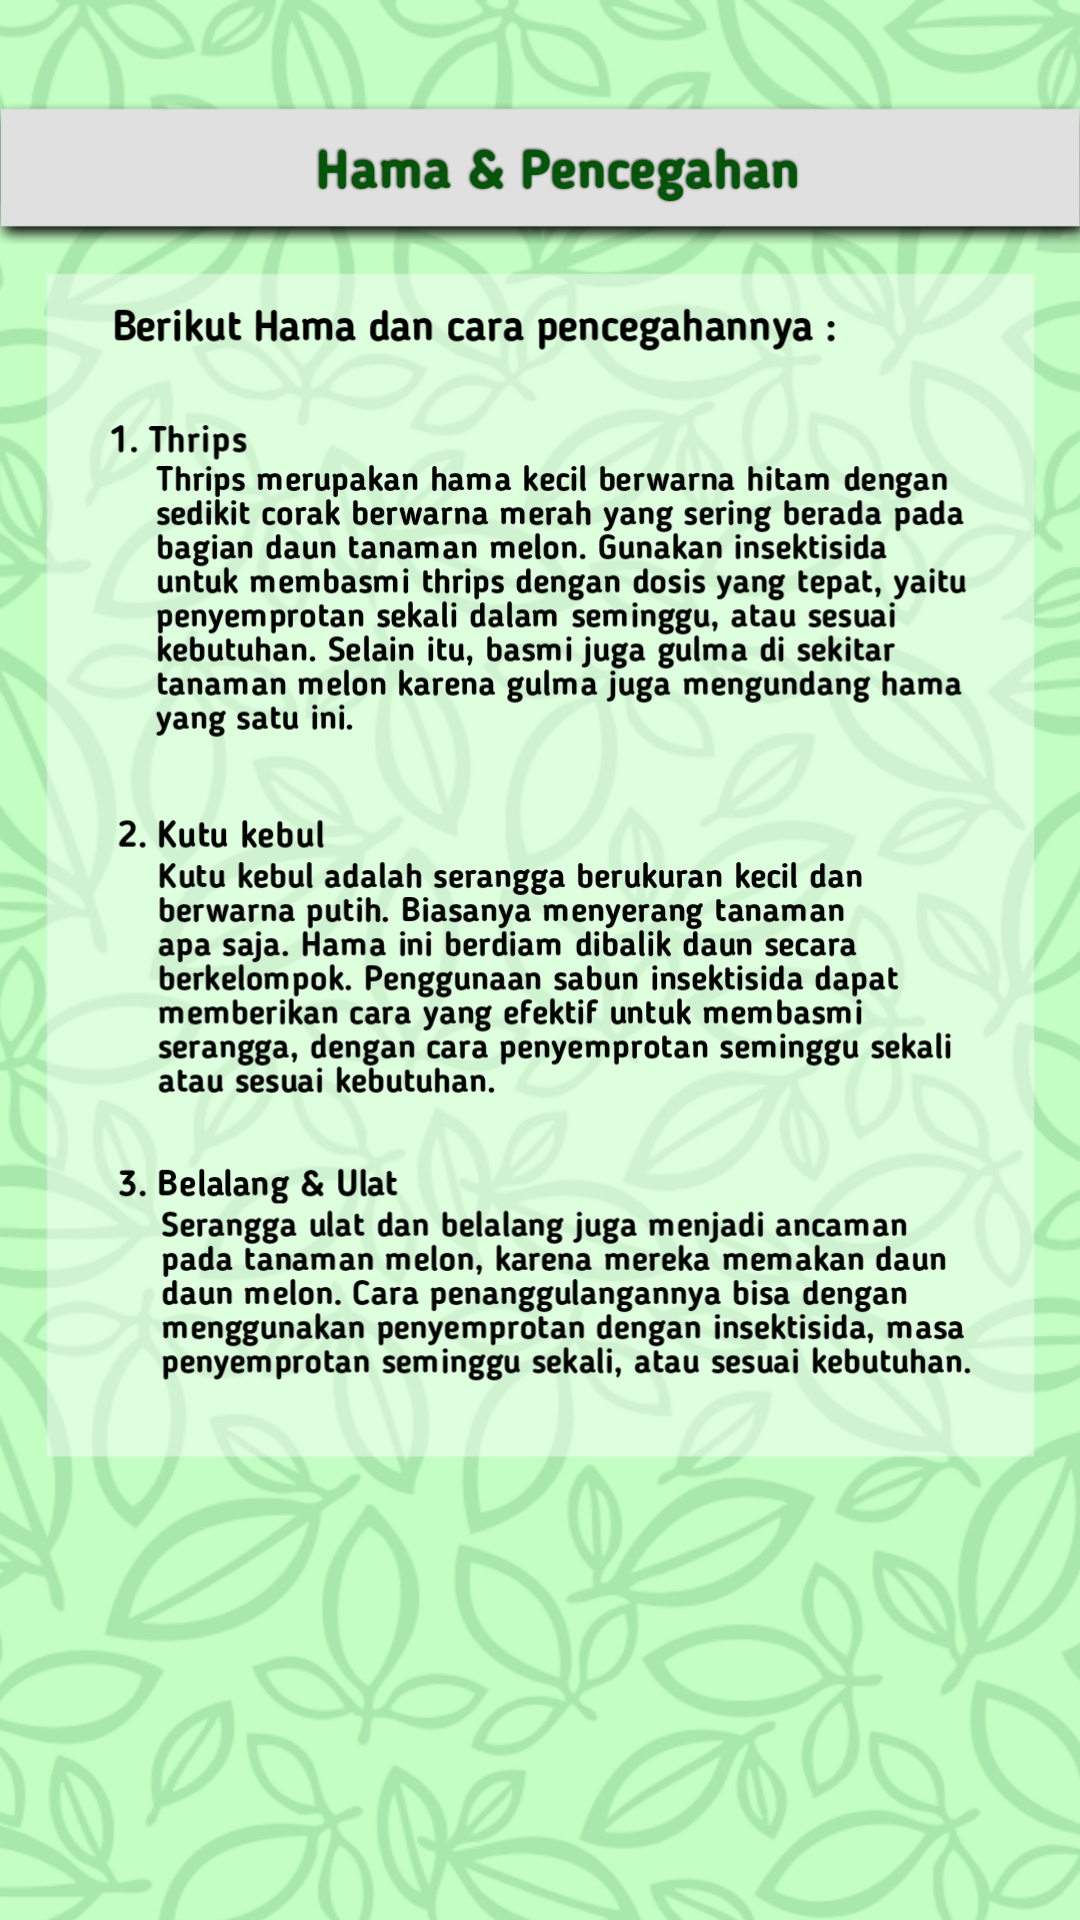 Hama & Pencegahan
Berikut Hama dan cara pencegahannya :
1. Thrips
Thrips merupakan hama kecil berwarna hitam dengan
sedikit corak berwarna merah yang sering berada pada
bagian daun tanaman melon. Gunakan insektisida
untuk membasmi thrips dengan dosis yang tepat, yaitu
penyemprotan sekali dalam seminggu, atau sesuai
kebutuhan. Selain itu, basmi juga gulma di sekitar
tanaman melon karena gulma juga mengundang hama
yang satu ini.
2. Kutu kebul
Kutu kebul adalah serangga berukuran kecil dan
berwarna putih. Biasanya menyerang tanaman
apa saja. Hama ini berdiam dibalik daun secara
berkelompok. Penggunaan sabun insektisida dapat
memberikan cara yang efektif untuk membasmi
serangga, dengan cara penyemprotan seminggu sekali
atau sesuai kebutuhan.
3. Belalang & Ulat
Serangga ulat dan belalang juga menjadi ancaman
pada tanaman melon, karena mereka memakan daun
daun melon. Cara penanggulangannya bisa dengan
menggunakan penyemprotan dengan insektisida, masa
penyemprotan seminggu sekali, atau sesuai kebutuhan.